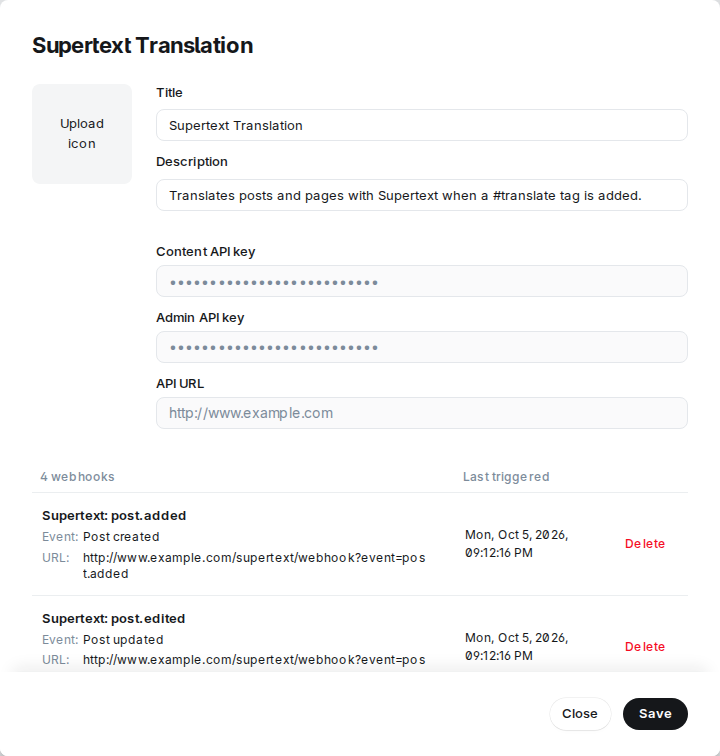 Supertext Translation
Upload
icon
Title
Supertext Translation
Description
Translates posts and pages with Supertext when a #translate tag is added.
Content API key
••••••••••••••••••••••••••
Admin API key
••••••••••••••••••••••••••
API URL
http://www.example.com
4 webhooks Last triggered
Supertext: post.added
Event: Post created
URL: http://www.example.com/supertext/webhook?event=pos
t.added
Mon, Oct 5, 2026,
09:12:16 PM
Delete
Supertext: post.edited
Event: Post updated
URL: http://www.example.com/supertext/webhook?event=pos
Mon, Oct 5, 2026,
09:12:16 PM
Delete
Close Save